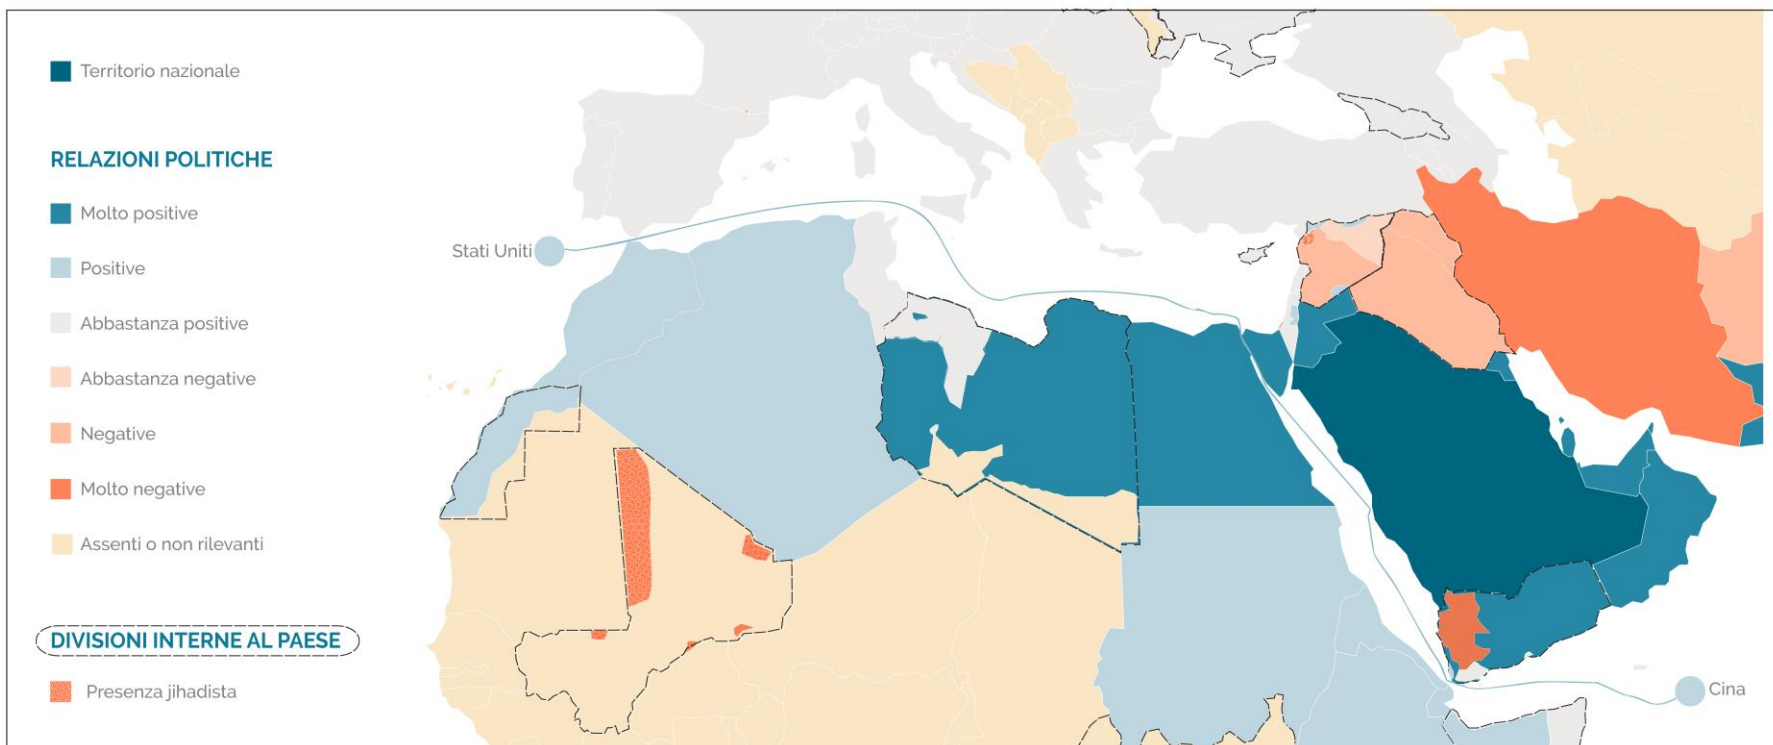 Territorio nazionale
RELAZIONI POLITICHE
Molto positive
Positive
Abbastanza positive
Abbastanza negative
Negative
Molto negative
Assenti o non rilevanti
DIVISIONI INTERNE AL PAESE
Presenza jihadista
Stati Uniti
Cina